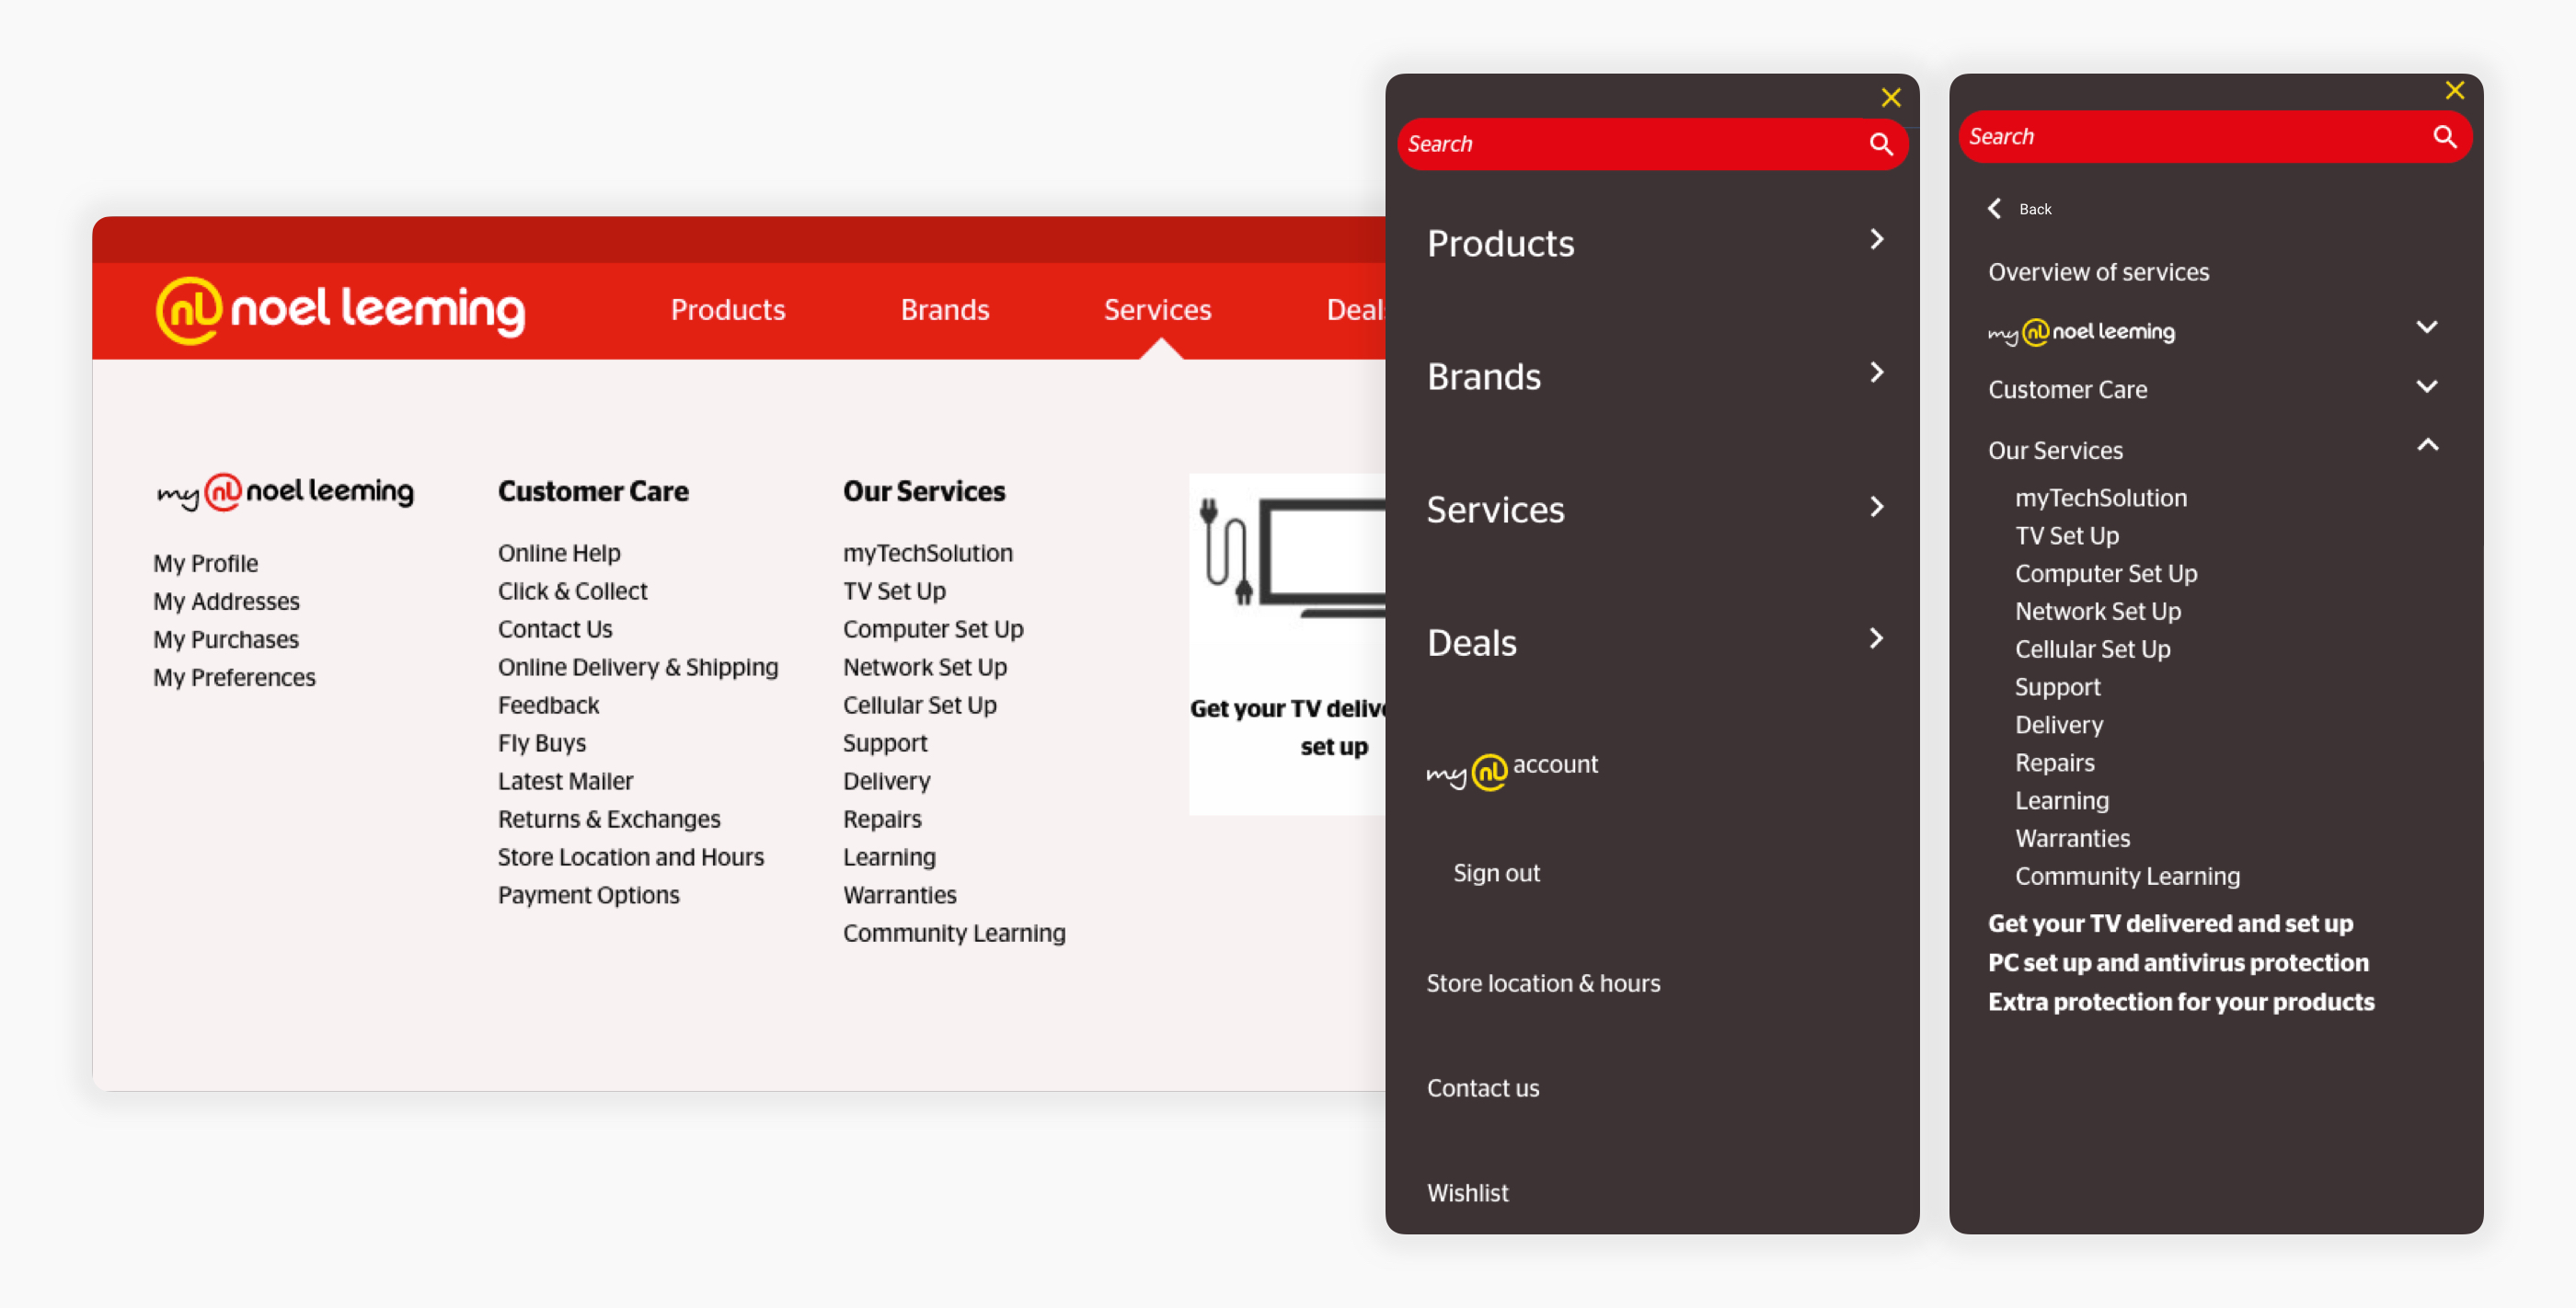 nl noel leeming
Products
Brands
Services
Deal
my nl noel leeming
My Profile
My Addresses
My Purchases
My Preferences
Customer Care
Online Help
Click & Collect
Contact Us
Online Delivery & Shipping
Feedback
Fly Buys
Latest Mailer
Returns & Exchanges
Store Location and Hours
Payment Options
Our Services
myTechSolution
TV Set Up
Computer Set Up
Network Set Up
Cellular Set Up
Support
Delivery
Repairs
Learning
Warranties
Community Learning
Get your TV delive
set up
Search
Products
Brands
Services
Deals
my nl account
Sign out
Store location & hours
Contact us
Wishlist
Search
Back
Overview of services
my nl noel leeming
Customer Care
Our Services
myTechSolution
TV Set Up
Computer Set Up
Network Set Up
Cellular Set Up
Support
Delivery
Repairs
Learning
Warranties
Community Learning
Get your TV delivered and set up
PC set up and antivirus protection
Extra protection for your products